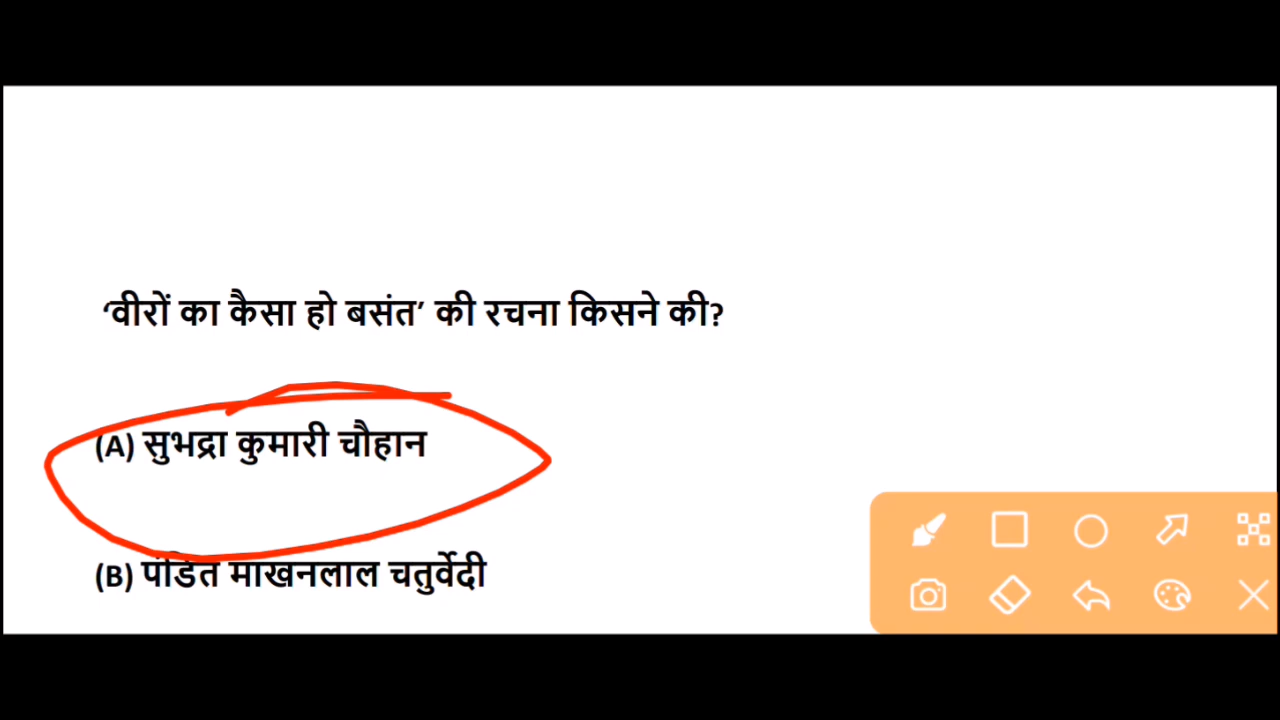 ‘वीरों का कैसा हो बसंत’ की रचना किसने की?
(A) सुभद्रा कुमारी चौहान
(B) पंडित माखनलाल चतुर्वेदी